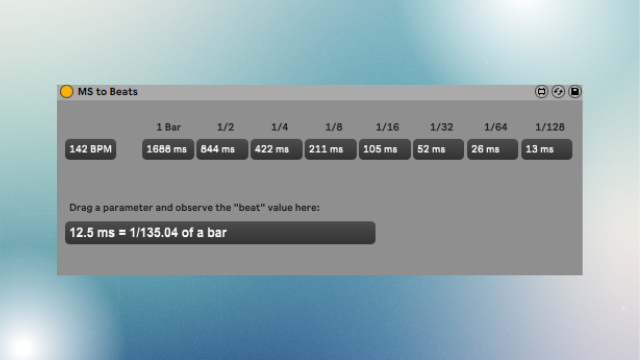 MS to Beats
1 Bar 1/2 1/4 1/8 1/16 1/32 1/64 1/128
142 BPM 1688 ms 844 ms 422 ms 211 ms 105 ms 52 ms 26 ms 13 ms
Drag a parameter and observe the "beat" value here:
12.5 ms = 1/135.04 of a bar